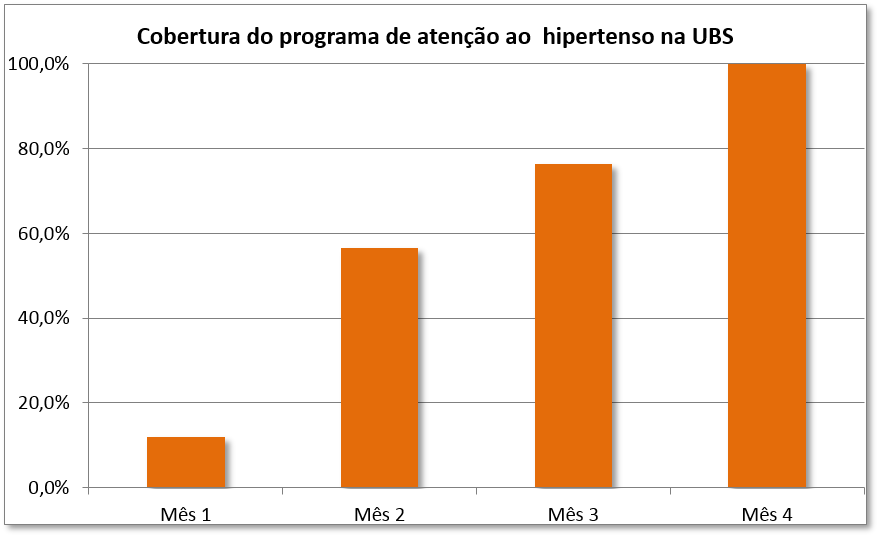 Cobertura do programa de atenção ao  hipertenso na UBS
100,0%
80,0%
60,0%
40,0%
20,0%
0,0%
Mês 1
Mês 2
Mês 3
Mês 4